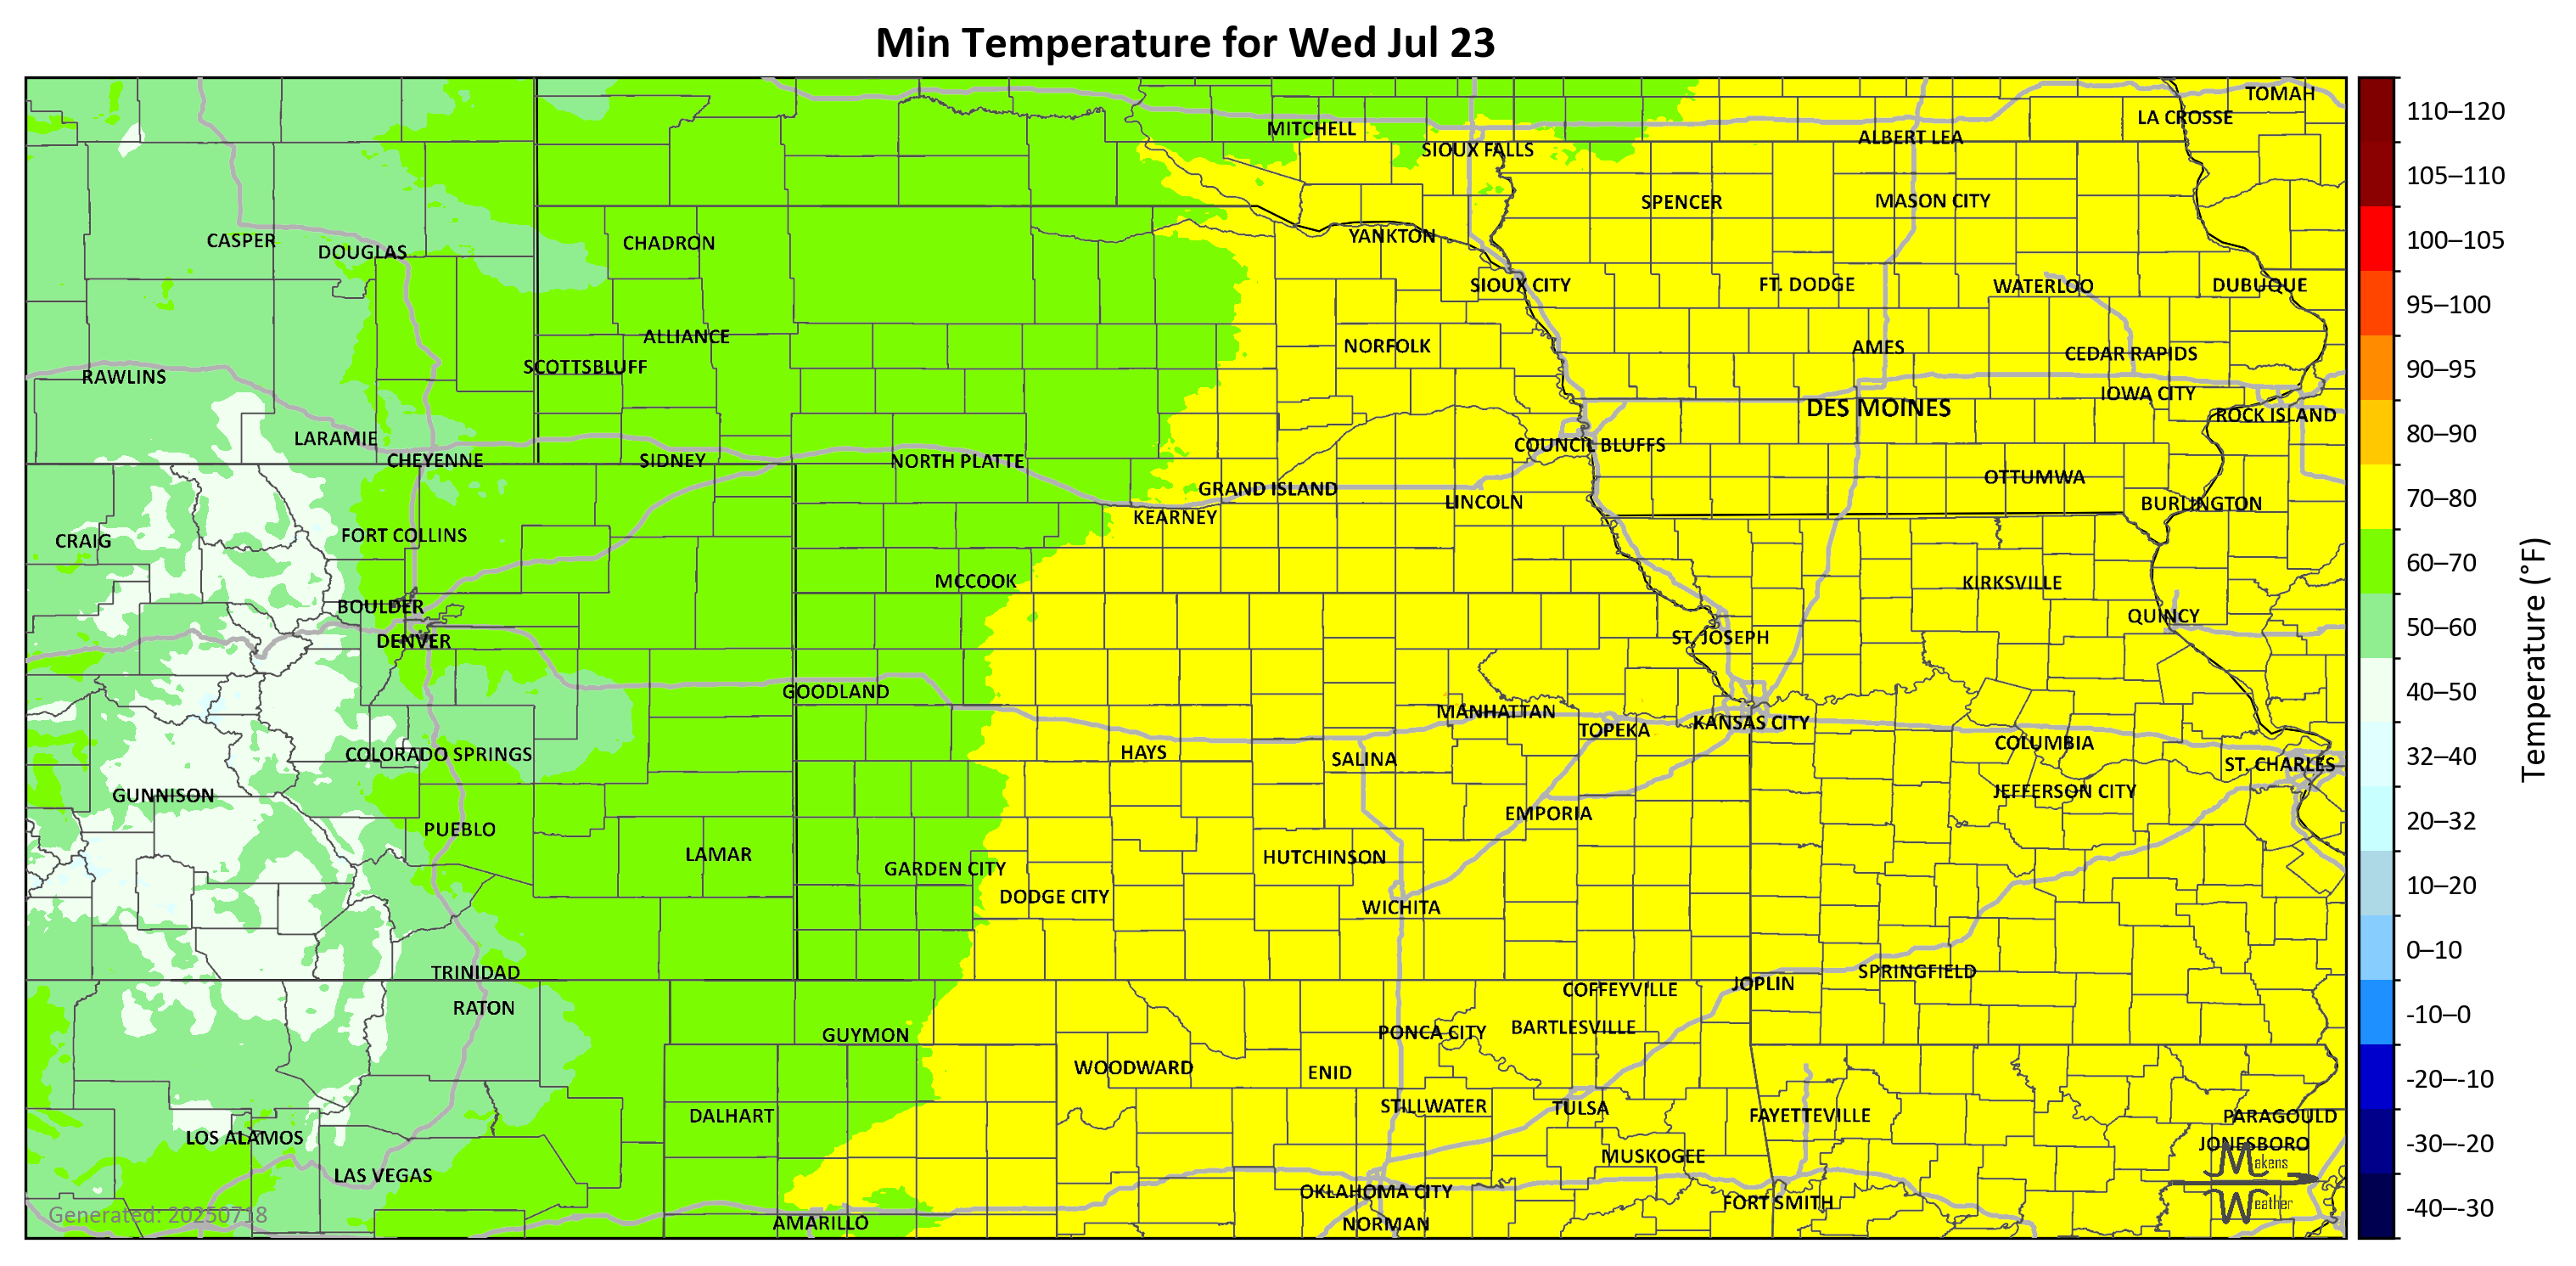 Min Temperature for Wed Jul 23
TOMAH
LA CROSSE
MITCHELL
ALBERT LEA
SIOUX FALLS
SPENCER
MASON CITY
CASPER
DOUGLAS
CHADRON
YANKTON
SIOUX CITY
FT. DODGE
WATERLOO
DUBUQUE
ALLIANCE
NORFOLK
AMES
CEDAR RAPIDS
SCOTTSBLUFF
RAWLINS
IOWA CITY
DES MOINES
ROCK ISLAND
LARAMIE
COUNCIL BLUFFS
CHEYENNE
SIDNEY
NORTH PLATTE
OTTUMWA
GRAND ISLAND
LINCOLN
BURLINGTON
KEARNEY
FORT COLLINS
CRAIG
MCCOOK
KIRKSVILLE
BOULDER
QUINCY
DENVER
ST. JOSEPH
GOODLAND
MANHATTAN
KANSAS CITY
TOPEKA
COLUMBIA
HAYS
COLORADO SPRINGS
SALINA
ST. CHARLES
GUNNISON
JEFFERSON CITY
EMPORIA
PUEBLO
LAMAR
HUTCHINSON
GARDEN CITY
DODGE CITY
WICHITA
TRINIDAD
SPRINGFIELD
JOPLIN
COFFEYVILLE
RATON
BARTLESVILLE
PONCA CITY
GUYMON
WOODWARD
ENID
STILLWATER
TULSA
DALHART
FAYETTEVILLE
PARAGOULD
LOS ALAMOS
JONESBORO
MUSKOGEE
LAS VEGAS
OKLAHOMA CITY
FORT SMITH
AMARILLO
NORMAN
Generated: 20250718
Makens
Weather
110–120
105–110
100–105
95–100
90–95
80–90
70–80
60–70
50–60
40–50
32–40
20–32
10–20
0–10
-10–0
-20–-10
-30–-20
-40–-30
Temperature (°F)